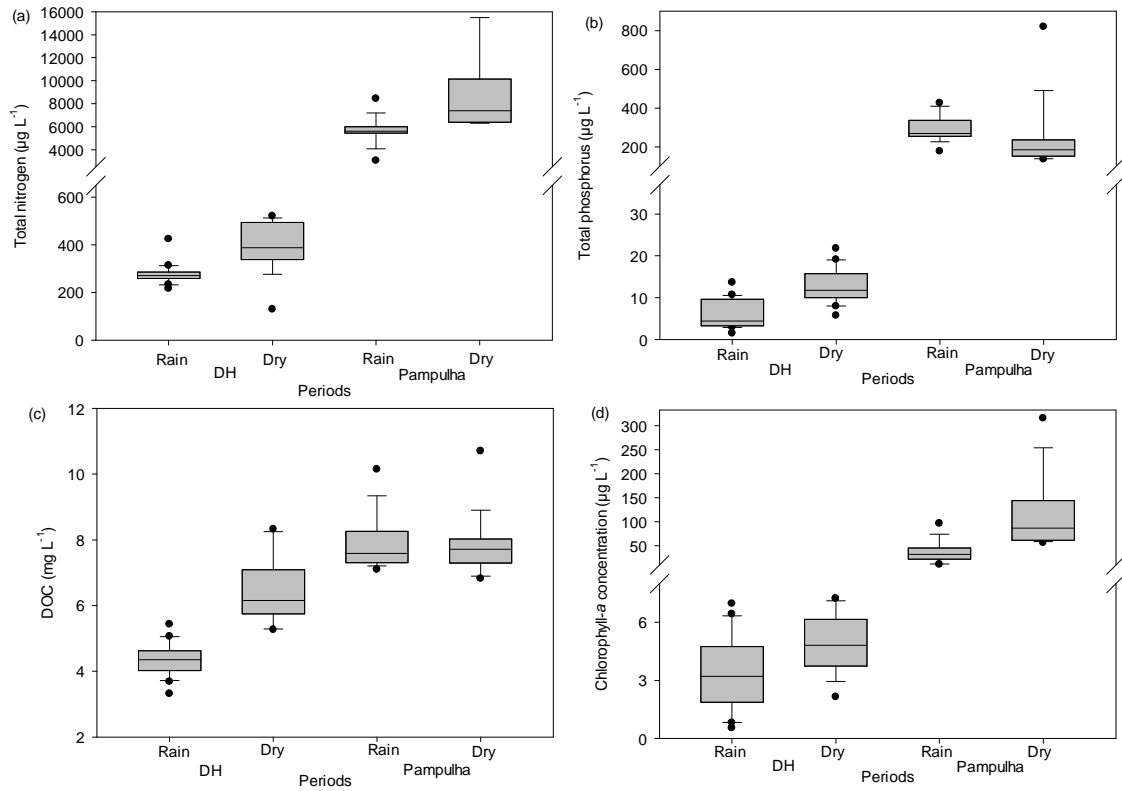 (a)
Total nitrogen (µg L⁻¹)
16000
14000
12000
10000
8000
6000
4000
600
400
200
0
Rain
Dry
Rain
Dry
DH
Pampulha
Periods
(b)
Total phosphorus (µg L⁻¹)
800
600
400
200
30
20
10
0
Rain
Dry
Rain
Dry
DH
Pampulha
Periods
(c)
DOC (mg L⁻¹)
12
10
8
6
4
2
Rain
Dry
Rain
Dry
DH
Pampulha
Periods
(d)
Chlorophyll-a concentration (µg L⁻¹)
300
250
200
150
100
50
6
3
0
Rain
Dry
Rain
Dry
DH
Pampulha
Periods